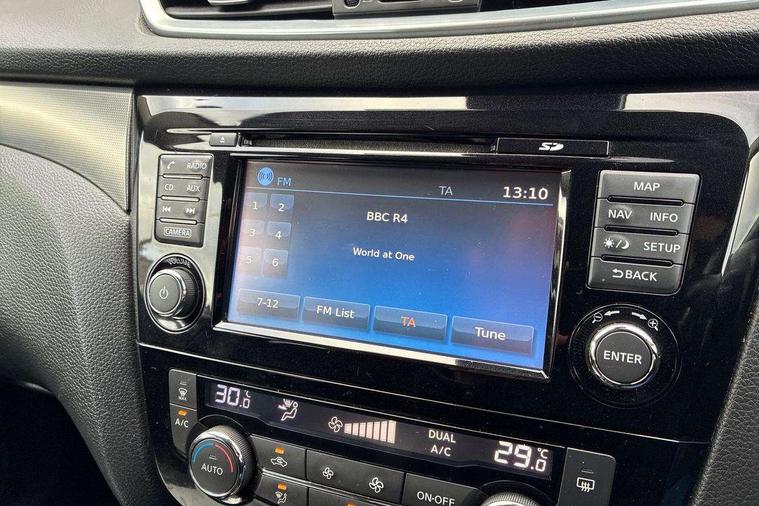 SD
RADIO
CD AUX
CAMERA
VOLUME
FM TA 13:10
1 2
3 4
5 6
BBC R4
World at One
7-12 FM List TA Tune
MAP
NAV INFO
SETUP
BACK
ENTER
MAX
A/C
30.0
DUAL
A/C
29.0 °C
AUTO
ON·OFF